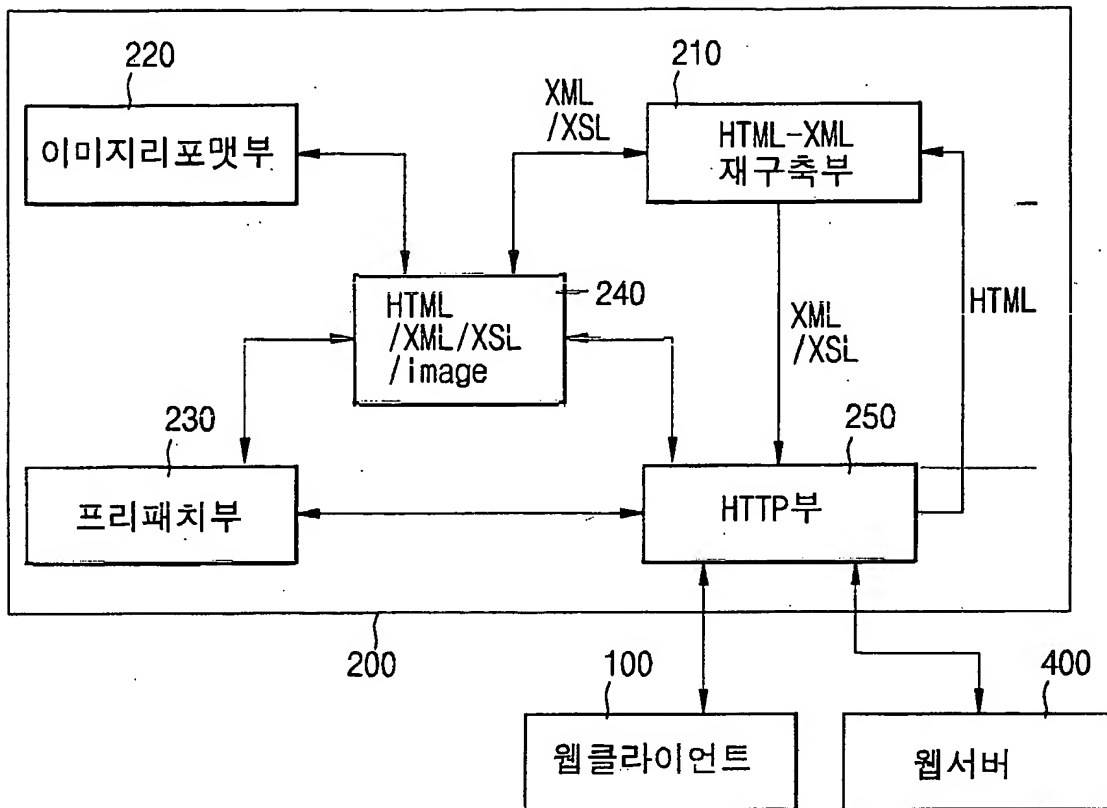 220
이미지리포맷부
XML
/XSL
210
HTML-XML
재구축부
HTML
/XML/XSL
/image
240
XML
/XSL
HTML
230
프리패치부
250
HTTP부
200
100
웹클라이언트
400
웹서버